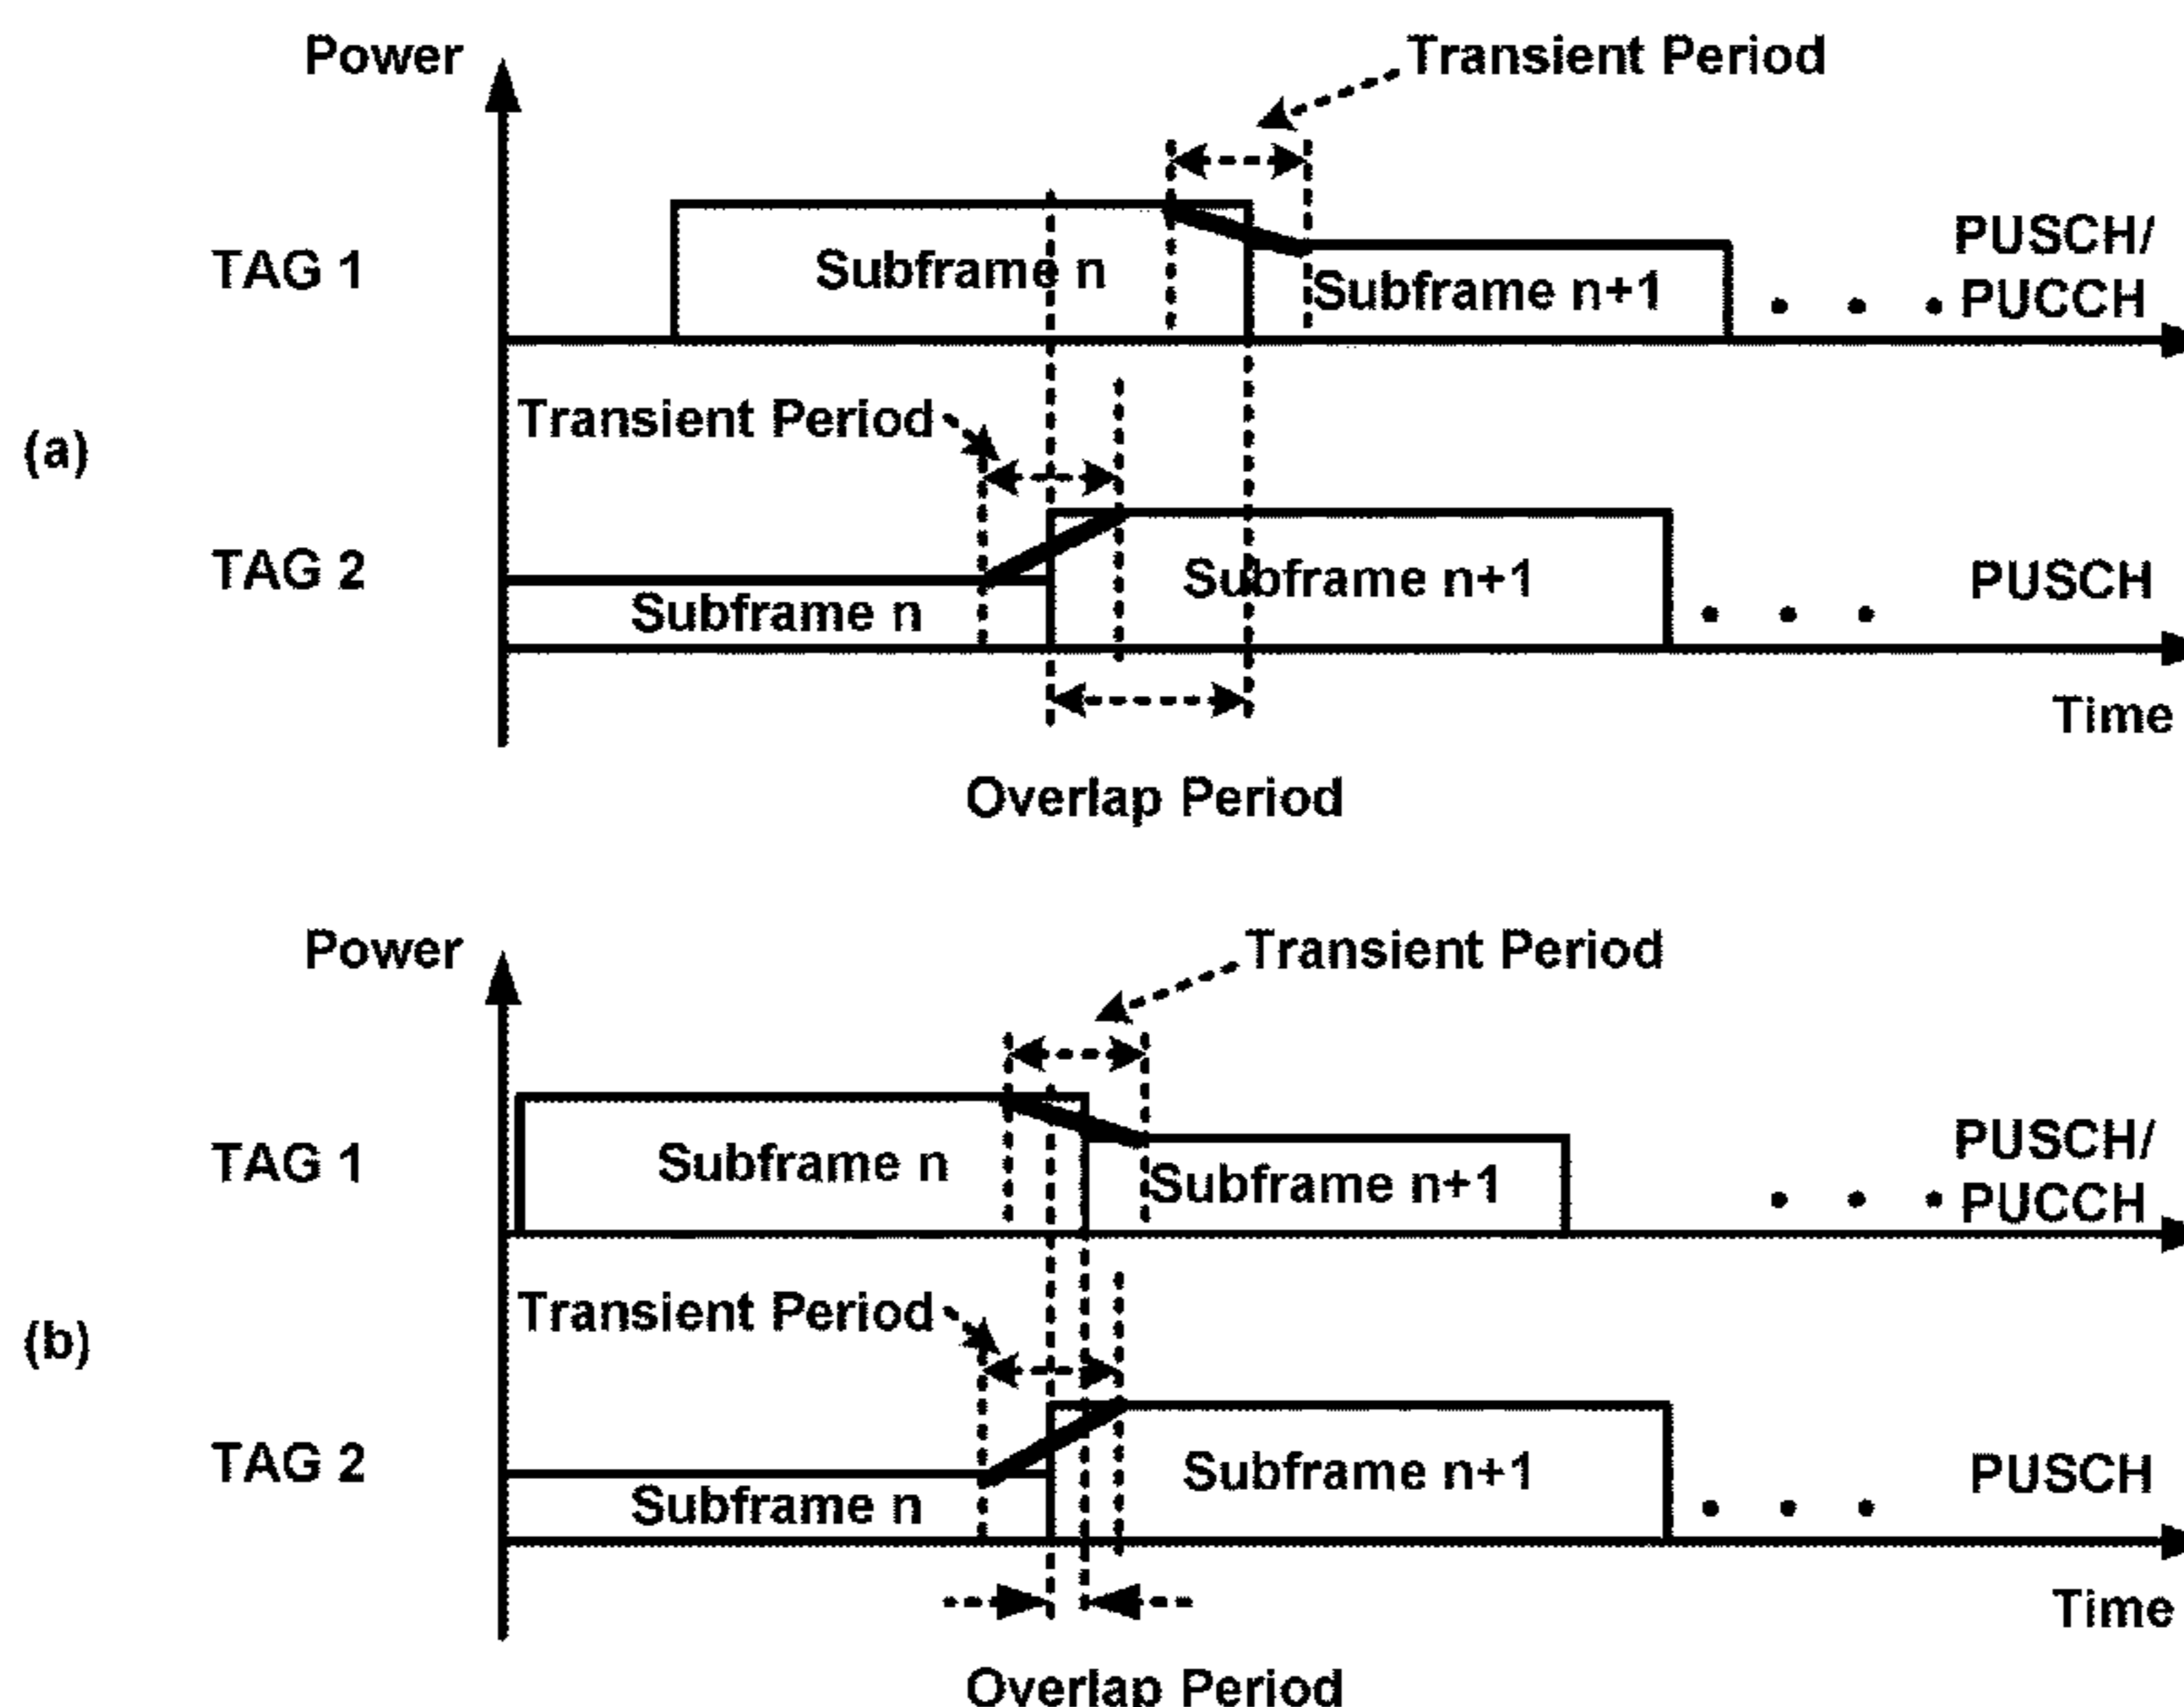 Power
Transient Period
TAG 1
Subframe n
Subframe n+1
PUSCH/
PUCCH
(a)
Transient Period
TAG 2
Subframe n
Subframe n+1
PUSCH
Time
Overlap Period
Power
Transient Period
TAG 1
Subframe n
Subframe n+1
PUSCH/
PUCCH
(b)
Transient Period
TAG 2
Subframe n
Subframe n+1
PUSCH
Time
Overlap Period